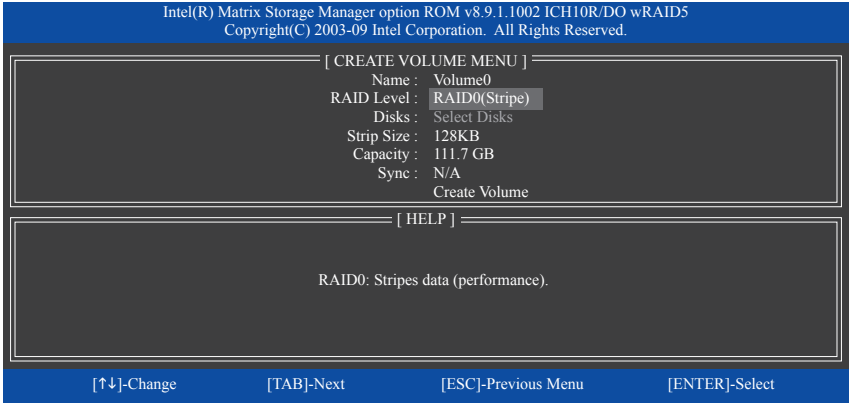 Intel(R) Matrix Storage Manager option ROM v8.9.1.1002 ICH10R/DO wRAID5
Copyright(C) 2003-09 Intel Corporation. All Rights Reserved.
[ CREATE VOLUME MENU ]
Name : Volume0
RAID Level : RAID0(Stripe)
Disks : Select Disks
Strip Size : 128KB
Capacity : 111.7 GB
Sync : N/A
Create Volume
[ HELP ]
RAID0: Stripes data (performance).
[↑↓]-Change [TAB]-Next [ESC]-Previous Menu [ENTER]-Select